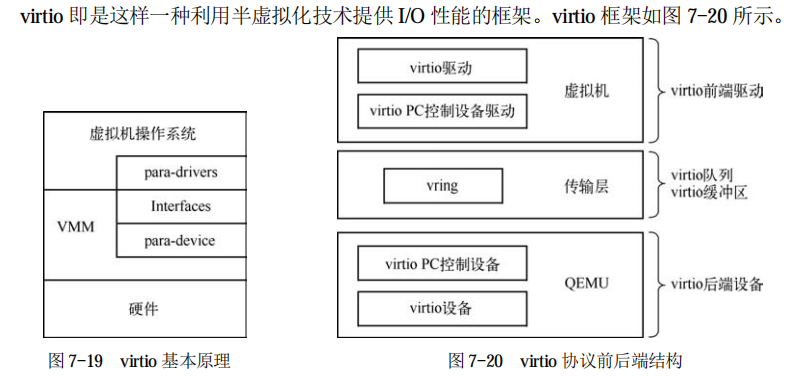 virtio 即是这样一种利用半虚拟化技术提供 I/O 性能的框架。virtio 框架如图 7-20 所示。
虚拟机操作系统
para-drivers
VMM
Interfaces
para-device
硬件
图 7-19 virtio 基本原理
virtio驱动
virtio PC控制设备驱动
虚拟机
virtio前端驱动
vring
传输层
virtio队列
virtio缓冲区
virtio PC控制设备
virtio设备
QEMU
virtio后端设备
图 7-20 virtio 协议前后端结构